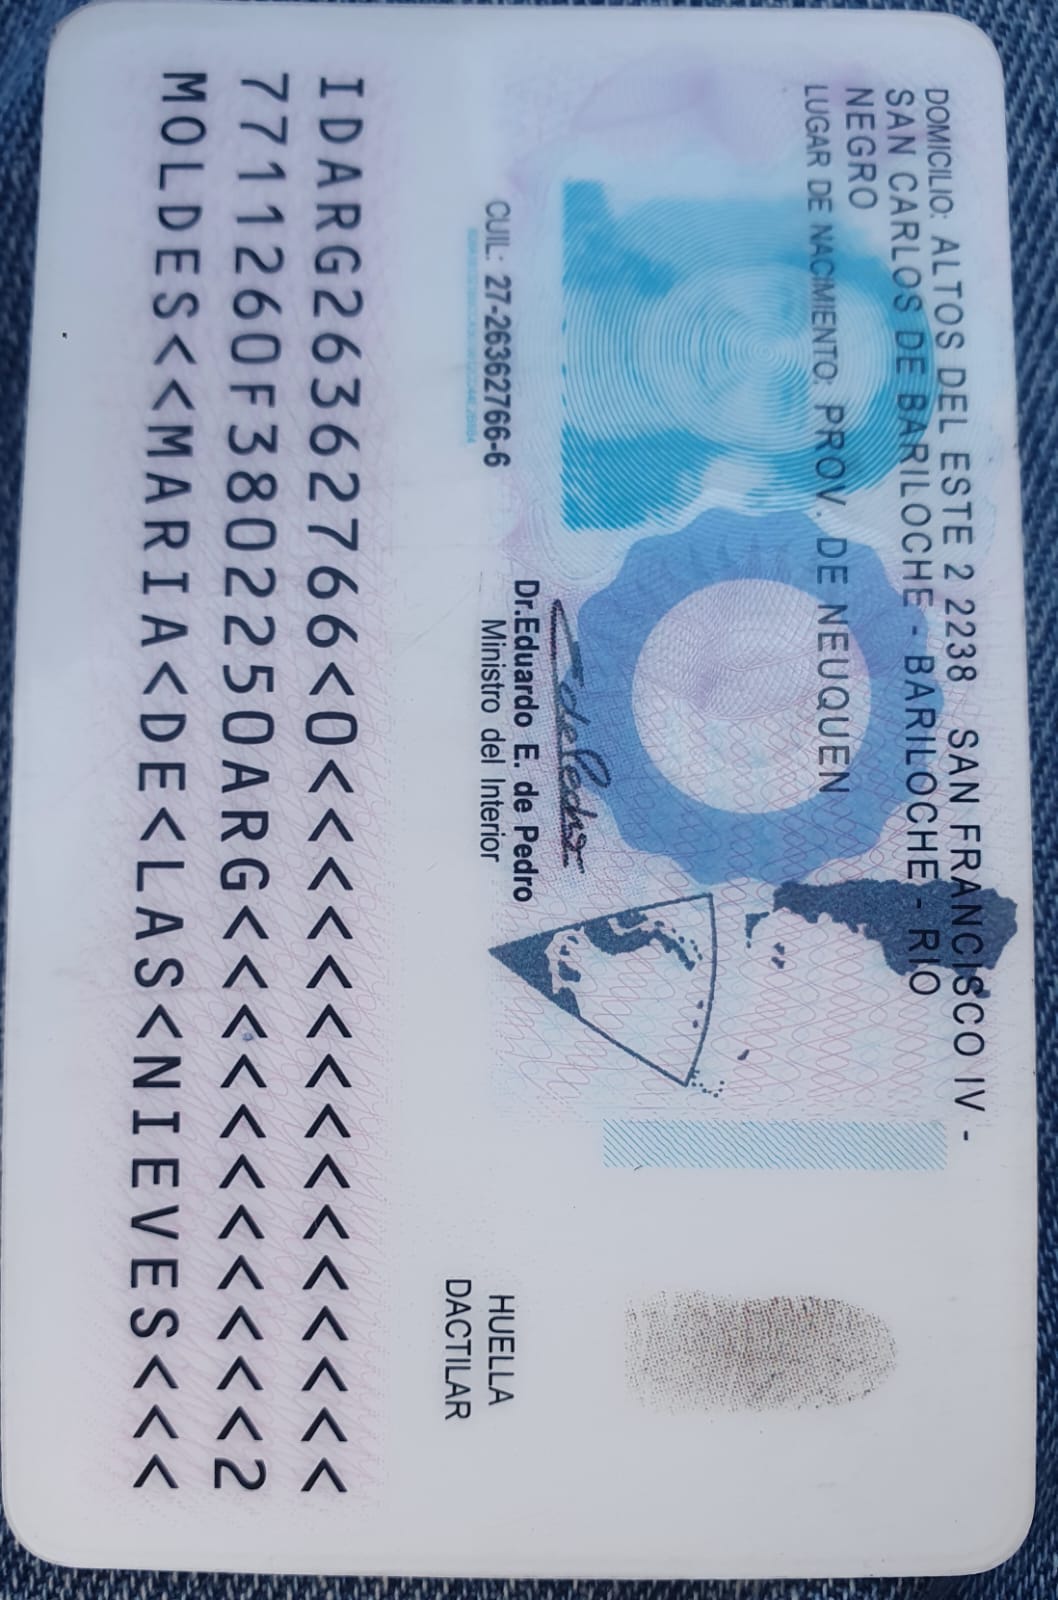 DOMICILIO: ALTOS DEL ESTE 2 2238 - SAN FRANCISCO IV -
SAN CARLOS DE BARILOCHE - BARILOCHE - RIO
NEGRO
LUGAR DE NACIMIENTO: PROV. DE NEUQUEN
CUIL: 27-26362766-6
Dr.Eduardo E. de Pedro
Ministro del Interior
HUELLA
DACTILAR
IDARG26362766<0<<<<<<<<<<<<<<<
7711260F3802250ARG<<<<<<<<<<<2
MOLDES<<MARIA<DE<LAS<NIEVES<<<